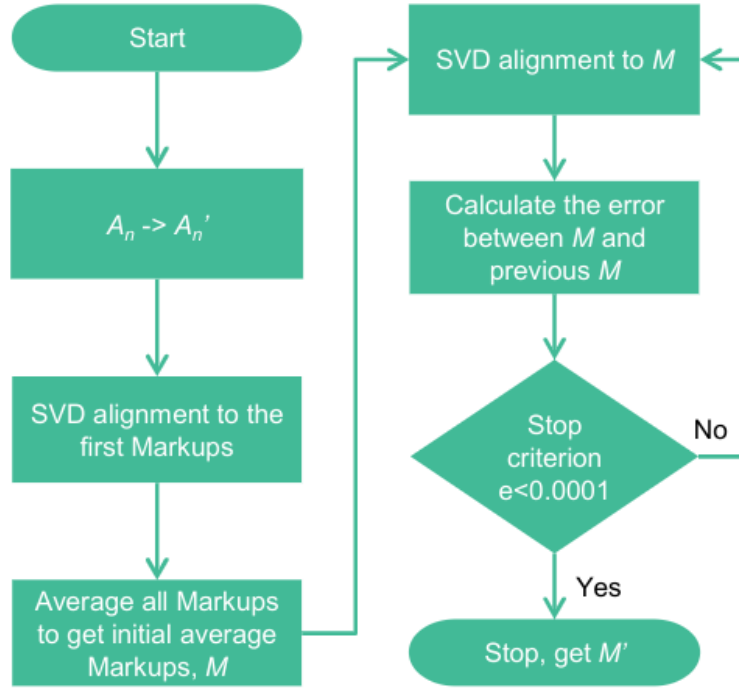 Start
Aₙ -> Aₙ’
SVD alignment to the
first Markups
Average all Markups
to get initial average
Markups, M
SVD alignment to M
Calculate the error
between M and
previous M
Stop
criterion
e<0.0001
No
Yes
Stop, get M’